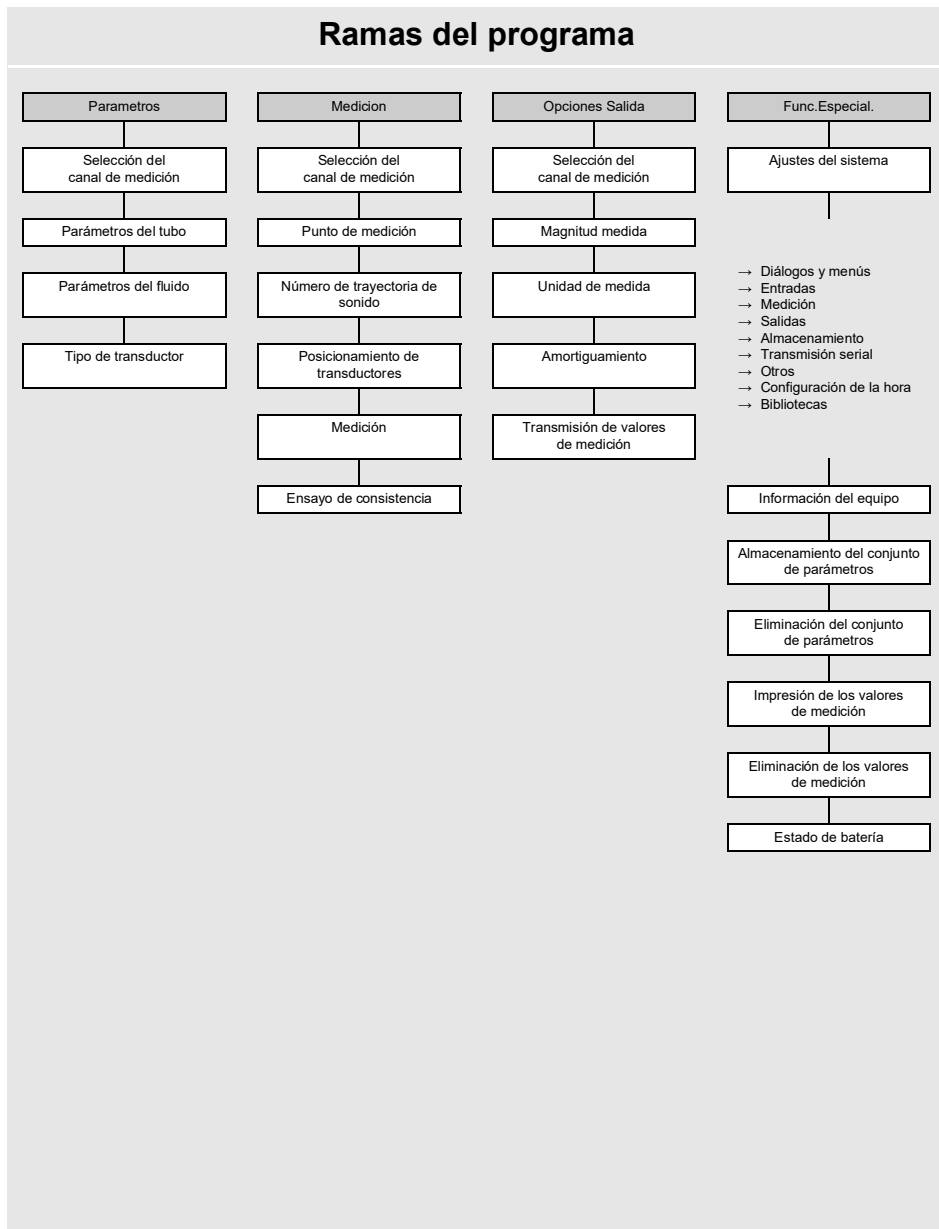 Ramas del programa
Parametros
Selección del
canal de medición
Parámetros del tubo
Parámetros del fluido
Tipo de transductor
Medicion
Selección del
canal de medición
Punto de medición
Número de trayectoria de
sonido
Posicionamiento de
transductores
Medición
Ensayo de consistencia
Opciones Salida
Selección del
canal de medición
Magnitud medida
Unidad de medida
Amortiguamiento
Transmisión de valores
de medición
Func.Especial.
Ajustes del sistema
→ Diálogos y menús
→ Entradas
→ Medición
→ Salidas
→ Almacenamiento
→ Transmisión serial
→ Otros
→ Configuración de la hora
→ Bibliotecas
Información del equipo
Almacenamiento del conjunto
de parámetros
Eliminación del conjunto
de parámetros
Impresión de los valores
de medición
Eliminación de los valores
de medición
Estado de batería